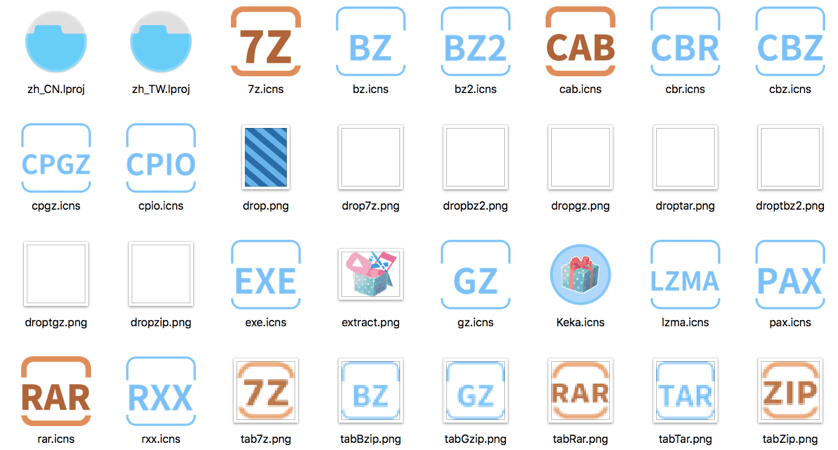 7Z
BZ
BZ2
CAB
CBR
CBZ
zh_CN.lproj
zh_TW.lproj
7z.icns
bz.icns
bz2.icns
cab.icns
cbr.icns
cbz.icns
CPGZ
CPIO
cpgz.icns
cpio.icns
drop.png
drop7z.png
dropbz2.png
dropgz.png
droptar.png
droptbz2.png
EXE
GZ
LZMA
PAX
droptgz.png
dropzip.png
exe.icns
extract.png
gz.icns
Keka.icns
lzma.icns
pax.icns
RAR
RXX
7Z
BZ
GZ
RAR
TAR
ZIP
rar.icns
rxx.icns
tab7z.png
tabBzip.png
tabGzip.png
tabRar.png
tabTar.png
tabZip.png